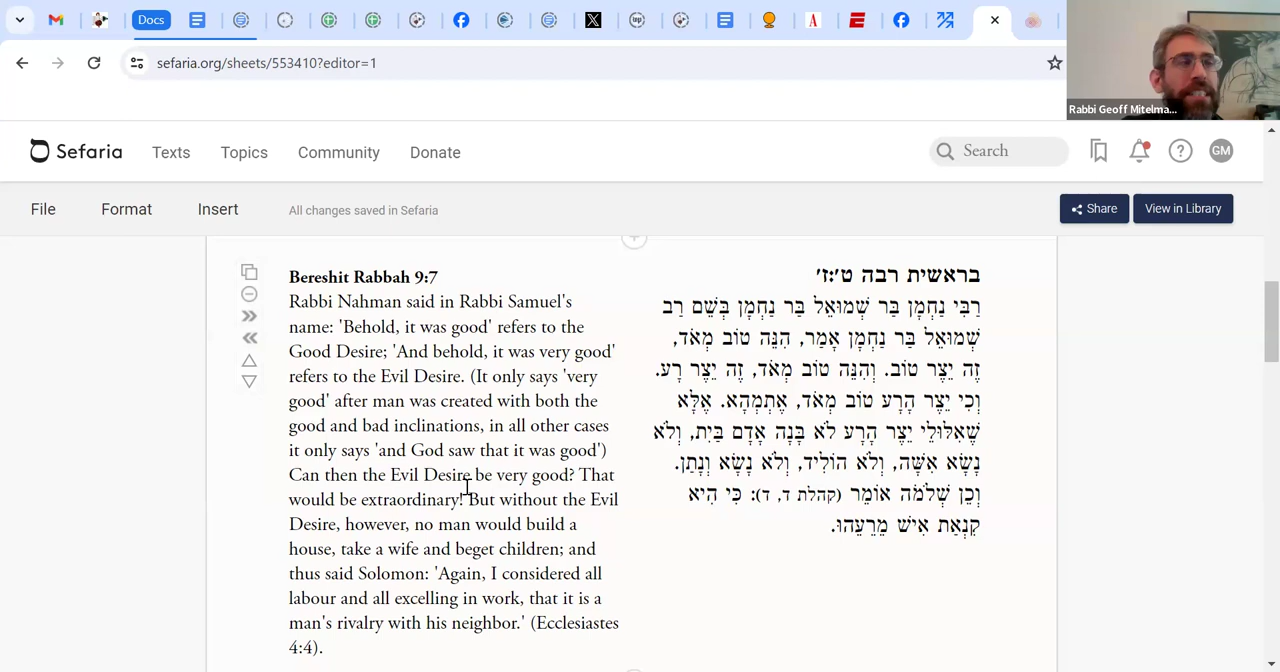 Docs
sefaria.org/sheets/553410?editor=1
Rabbi Geoff Mitelma...
Sefaria
Texts
Topics
Community
Donate
Search
GM
File
Format
Insert
All changes saved in Sefaria
Share
View in Library
Bereshit Rabbah 9:7
Rabbi Nahman said in Rabbi Samuel's
name: 'Behold, it was good' refers to the
Good Desire; 'And behold, it was very good'
refers to the Evil Desire. (It only says 'very
good' after man was created with both the
good and bad inclinations, in all other cases
it only says 'and God saw that it was good')
Can then the Evil Desire be very good? That
would be extraordinary! But without the Evil
Desire, however, no man would build a
house, take a wife and beget children; and
thus said Solomon: 'Again, I considered all
labour and all excelling in work, that it is a
man's rivalry with his neighbor.' (Ecclesiastes
4:4).
בראשית רבה ט׳:ז׳
רַבִּי נַחְמָן בַּר שְׁמוּאֵל בַּר נַחְמָן בְּשֵׁם רַב
שְׁמוּאֵל בַּר נַחְמָן אָמַר, הִנֵּה טוֹב מְאֹד,
זֶה יֵצֶר טוֹב. וְהִנֵּה טוֹב מְאֹד, זֶה יֵצֶר רָע.
וְכִי יֵצֶר הָרָע טוֹב מְאֹד, אֶתְמְהָא. אֶלָּא
שֶׁאִלּוּלֵי יֵצֶר הָרָע לֹא בָּנָה אָדָם בַּיִת, וְלֹא
נָשָׂא אִשָּׁה, וְלֹא הוֹלִיד, וְלֹא נָשָׂא וְנָתַן.
וְכֵן שְׁלֹמֹה אוֹמֵר (קהלת ד, ד): כִּי הִיא
קִנְאַת אִישׁ מֵרֵעֵהוּ.